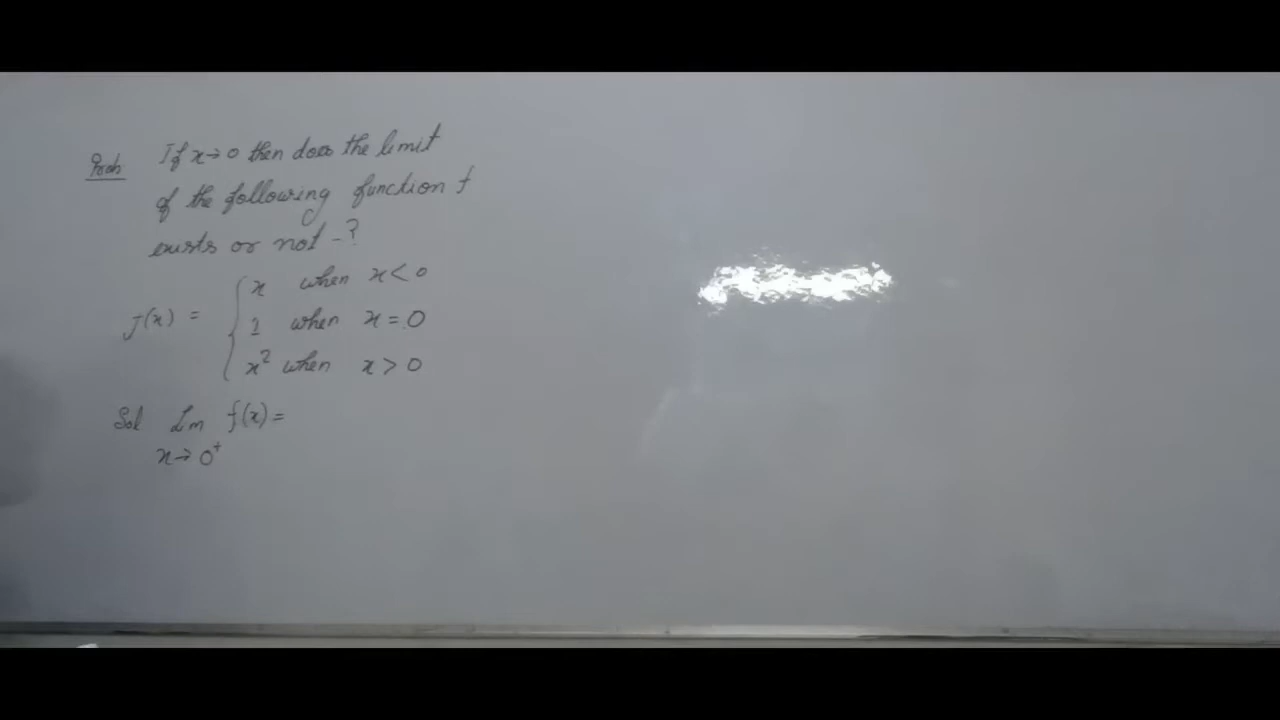 Prob If x→0 then does the limit
of the following function f
exists or not -?
f(x) = { x when x<0
1 when x=0
x² when x>0
Sol Lim f(x)=
x→0⁺